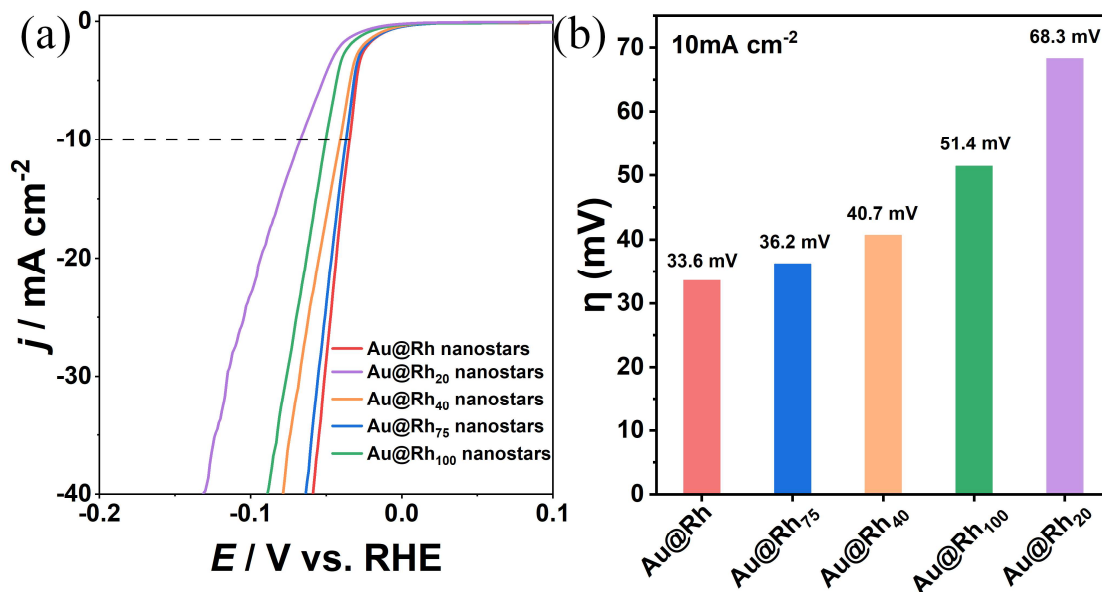 (a)
0
-10
-20
-30
-40
j / mA cm⁻²
-0.2
-0.1
0.0
0.1
E / V vs. RHE
Au@Rh nanostars
Au@Rh₂₀ nanostars
Au@Rh₄₀ nanostars
Au@Rh₇₅ nanostars
Au@Rh₁₀₀ nanostars
(b)
10mA cm⁻²
70
60
50
40
30
20
10
0
η (mV)
33.6 mV
36.2 mV
40.7 mV
51.4 mV
68.3 mV
Au@Rh
Au@Rh₇₅
Au@Rh₄₀
Au@Rh₁₀₀
Au@Rh₂₀